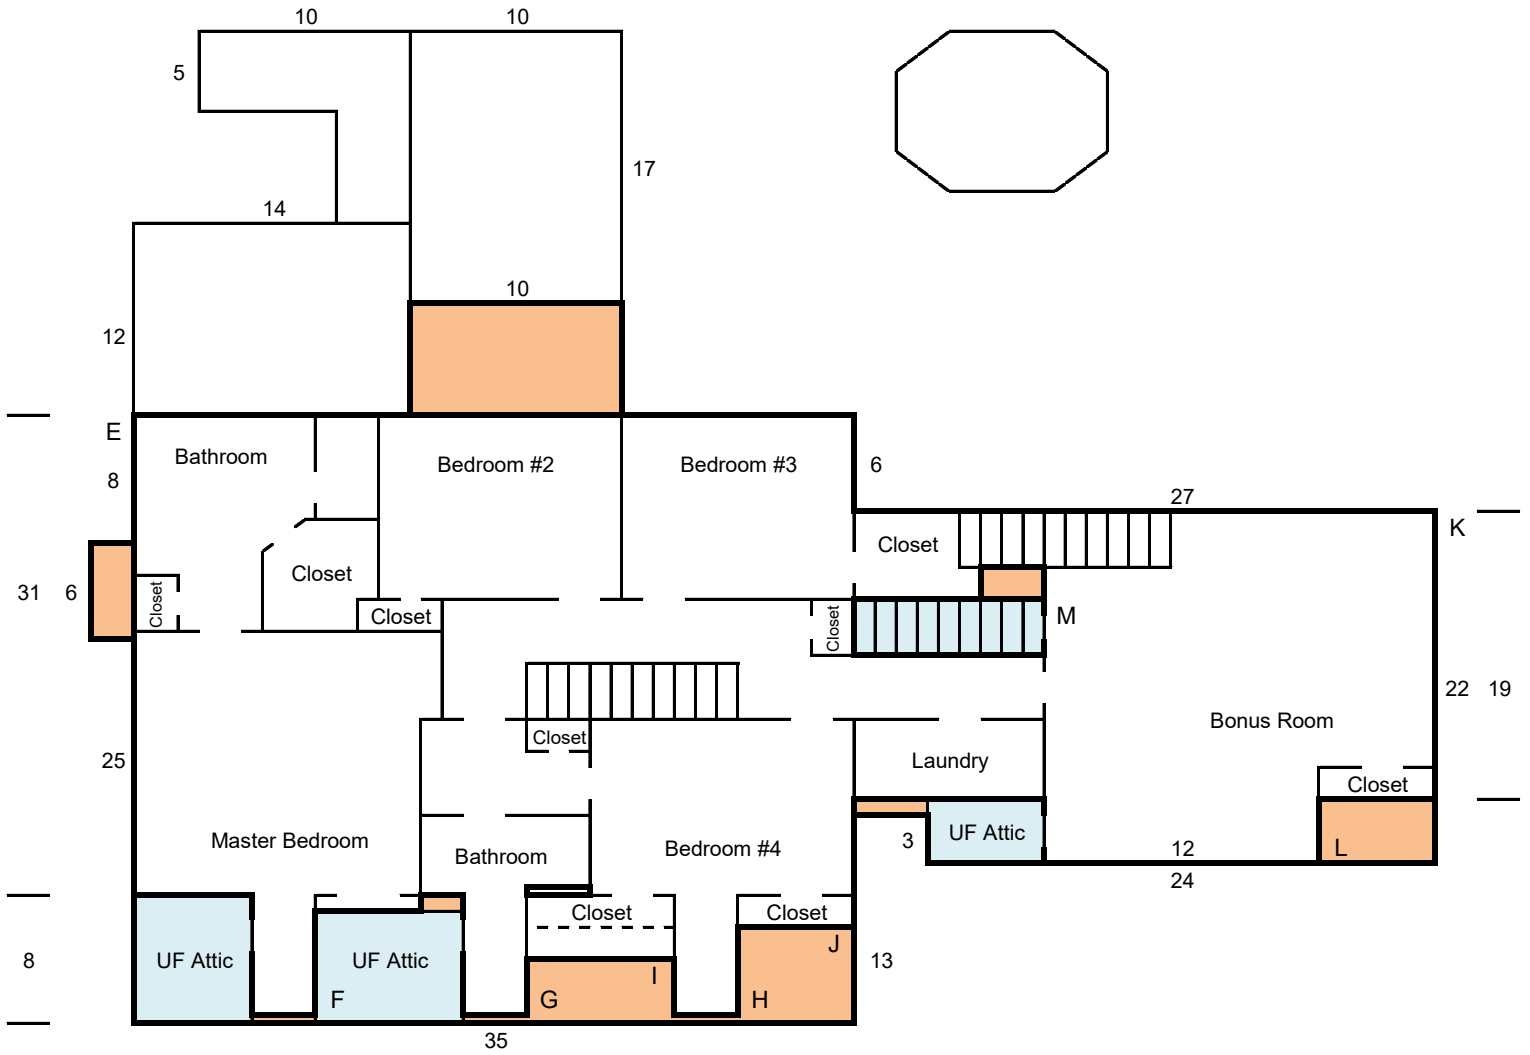 10
10
5
17
14
10
12
E
Bathroom
Bedroom #2
Bedroom #3
6
8
27
K
Closet
Closet
31
6
Closet
Closet
Closet
M
22
19
Bonus Room
Closet
25
Laundry
Closet
Master Bedroom
Bathroom
Bedroom #4
3
UF Attic
12
L
24
Closet
Closet
J
8
UF Attic
UF Attic
13
I
F
G
H
35